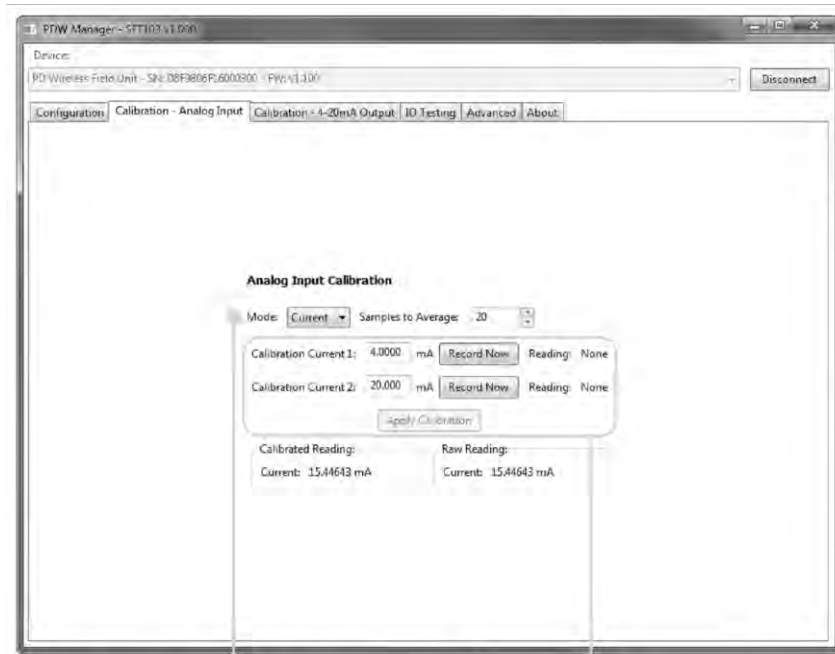 PDW Manager - STT103 v1.000
Device:
PD Wireless Field Unit - SN: - FW: v1.100
Disconnect
Configuration Calibration - Analog Input Calibration - 4-20mA Output IO Testing Advanced About
Analog Input Calibration
Mode: Current Samples to Average: 20
Calibration Current 1: 4.0000 mA Record Now Reading: None
Calibration Current 2: 20.000 mA Record Now Reading: None
Apply Calibration
Calibrated Reading: Raw Reading:
Current: 15.44643 mA Current: 15.44643 mA